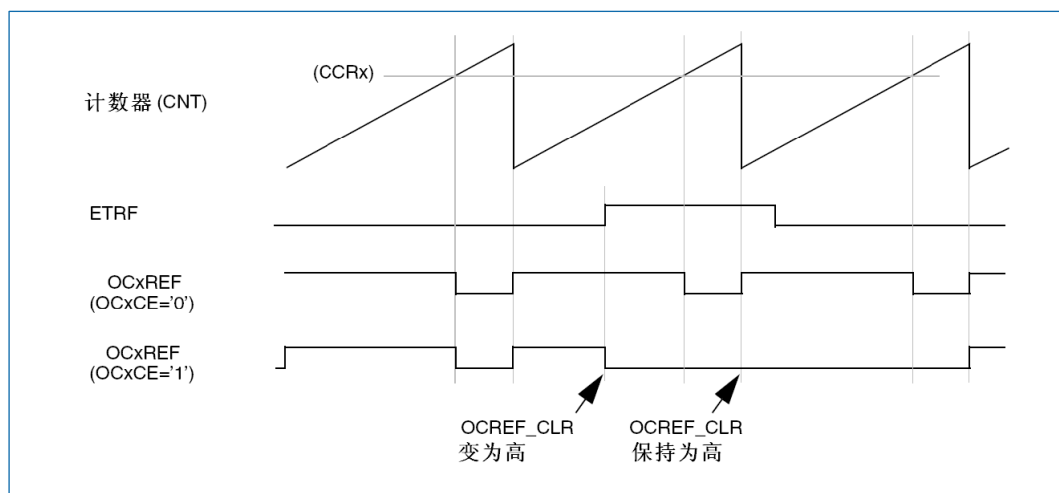 (CCRx)
计数器(CNT)
ETRF
OCxREF
(OCxCE='0')
OCxREF
(OCxCE='1')
OCREF_CLR
变为高
OCREF_CLR
保持为高